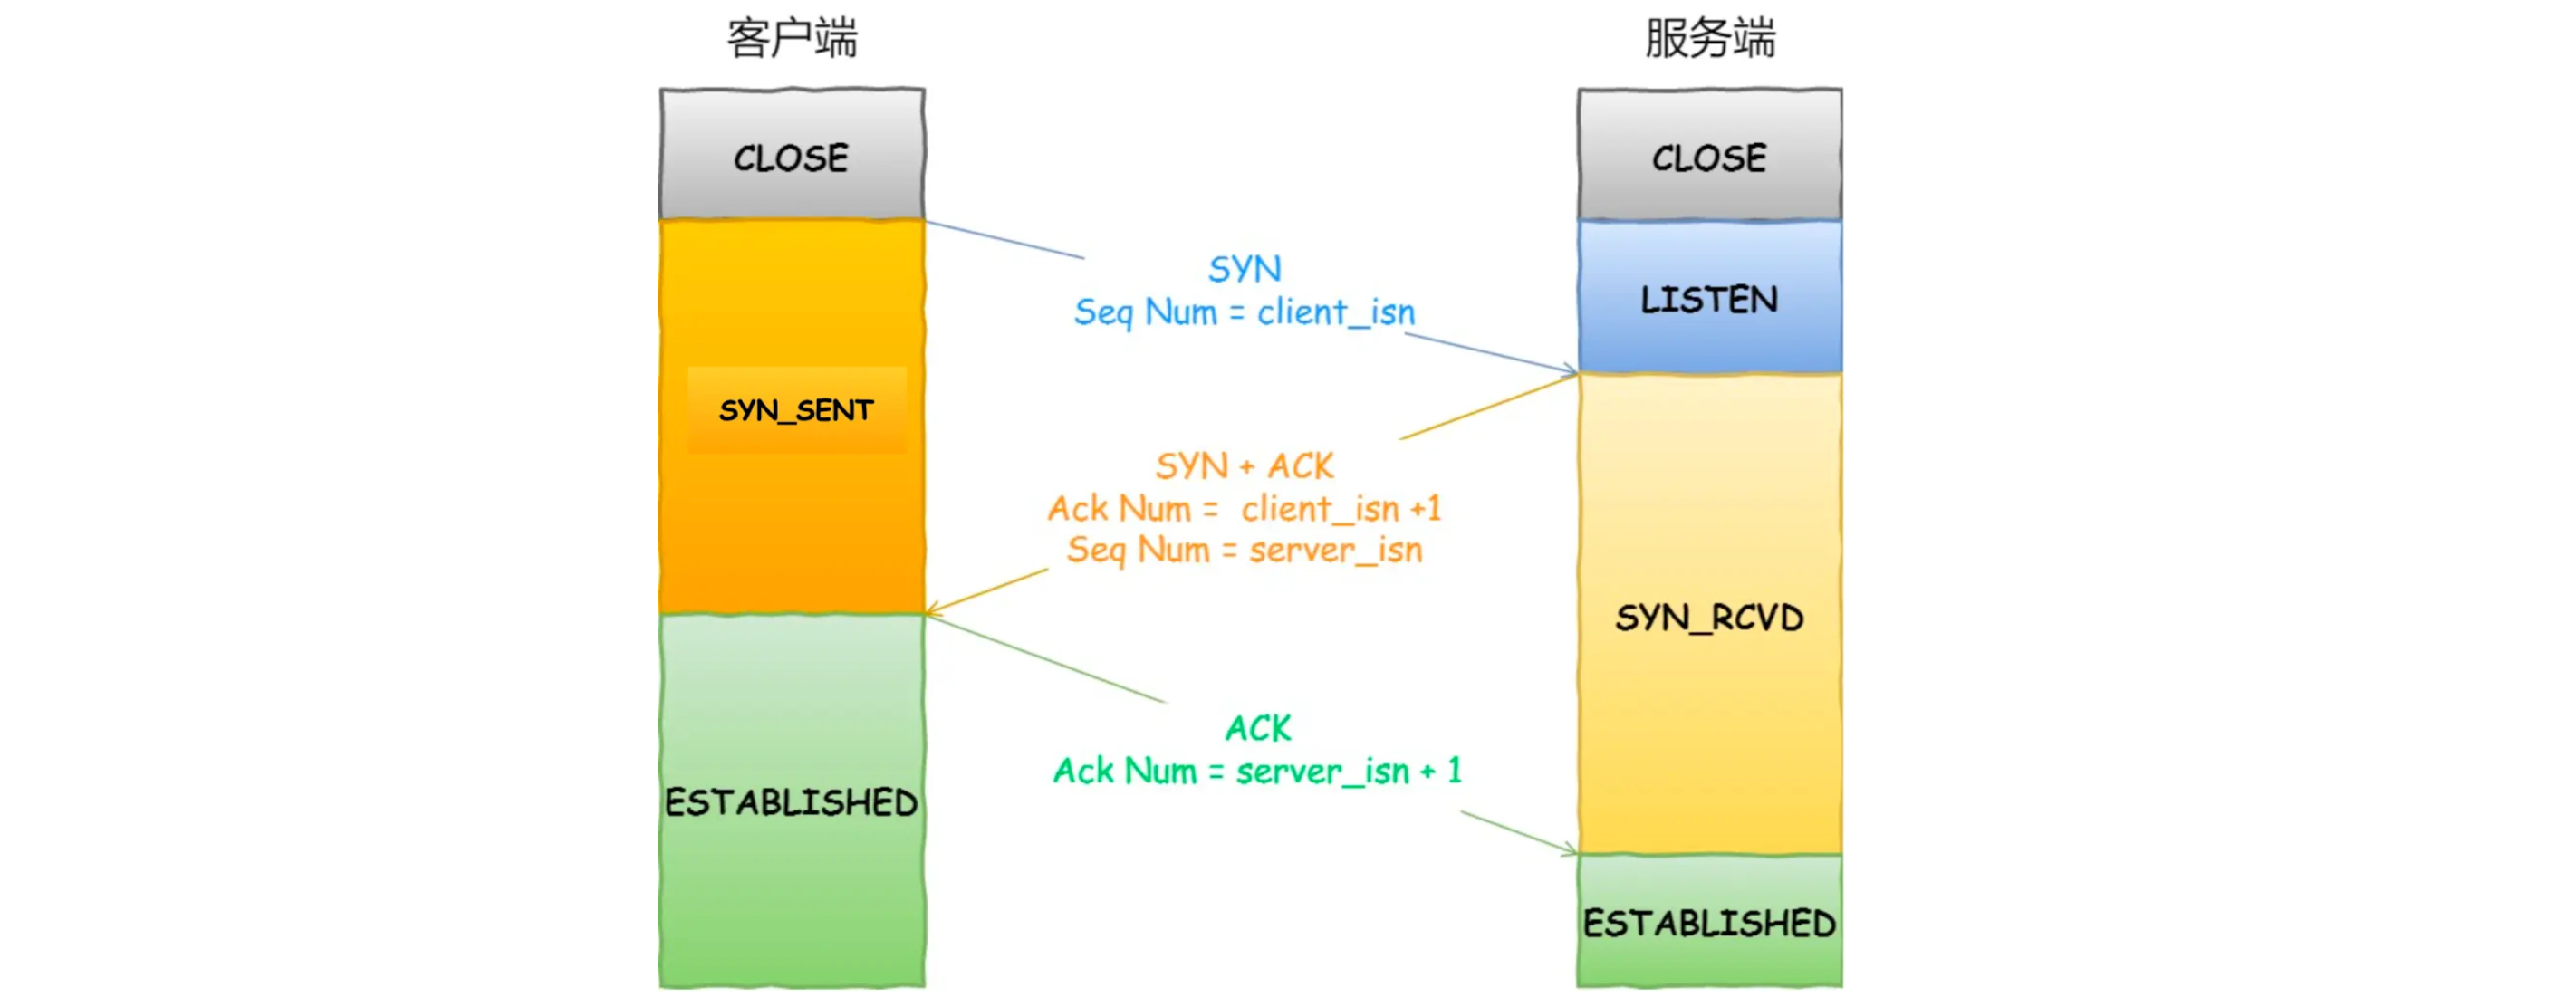 客户端
服务端
CLOSE
CLOSE
SYN
Seq Num = client_isn
LISTEN
SYN_SENT
SYN + ACK
Ack Num =  client_isn +1
Seq Num = server_isn
SYN_RCVD
ACK
Ack Num = server_isn + 1
ESTABLISHED
ESTABLISHED